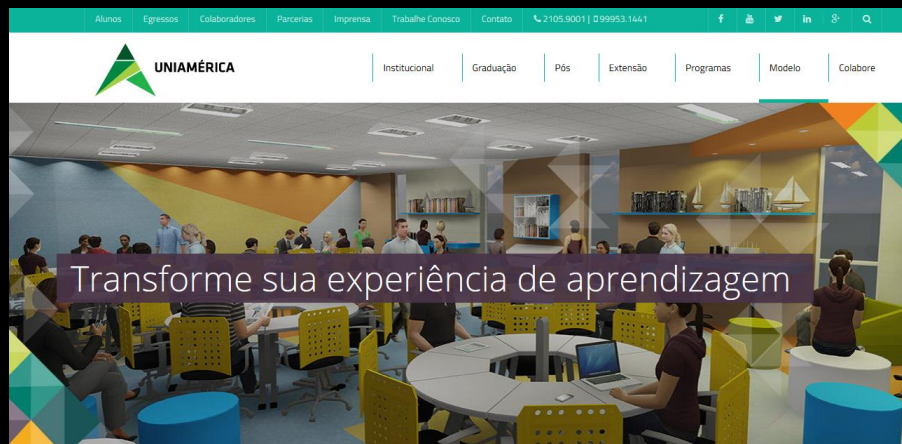 Alunos Egressos Colaboradores Parcerias Imprensa Trabalhe Conosco Contato 2105.9001 | 99953.1441
UNIAMÉRICA
Institucional Graduação Pós Extensão Programas Modelo Colabore
Transforme sua experiência de aprendizagem